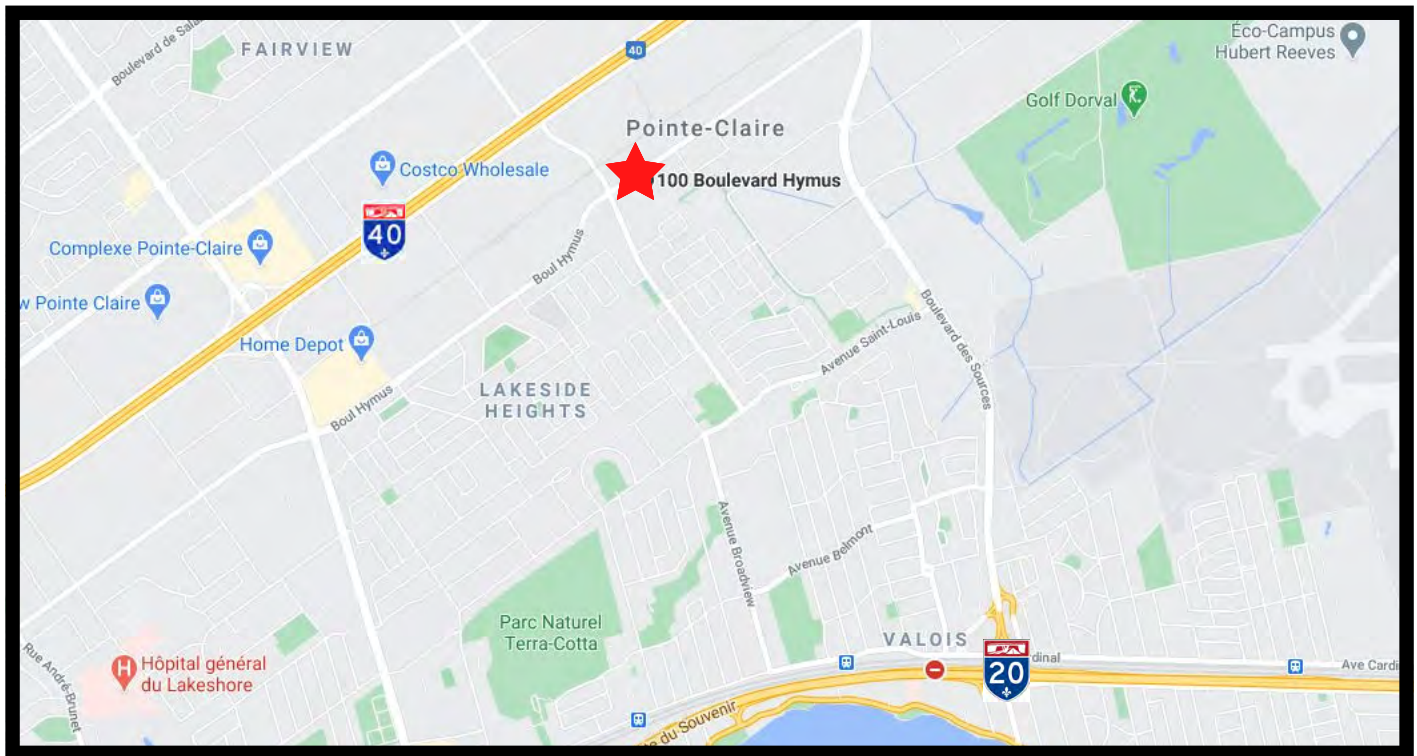 Boulevard de Sala
FAIRVIEW
40
Éco-Campus
Hubert Reeves
Golf Dorval
Pointe-Claire
Costco Wholesale
100 Boulevard Hymus
40
Complexe Pointe-Claire
Boul Hymus
w Pointe Claire
Home Depot
Boulevard des Sources
Avenue Saint-Louis
LAKESIDE
HEIGHTS
Boul Hymus
Avenue Broadview
Avenue Belmont
Parc Naturel
Terra-Cotta
VALOIS
Rue André-Brunet
H
Hôpital général
du Lakeshore
20
dinal
Ave Cardi
e du Souvenir